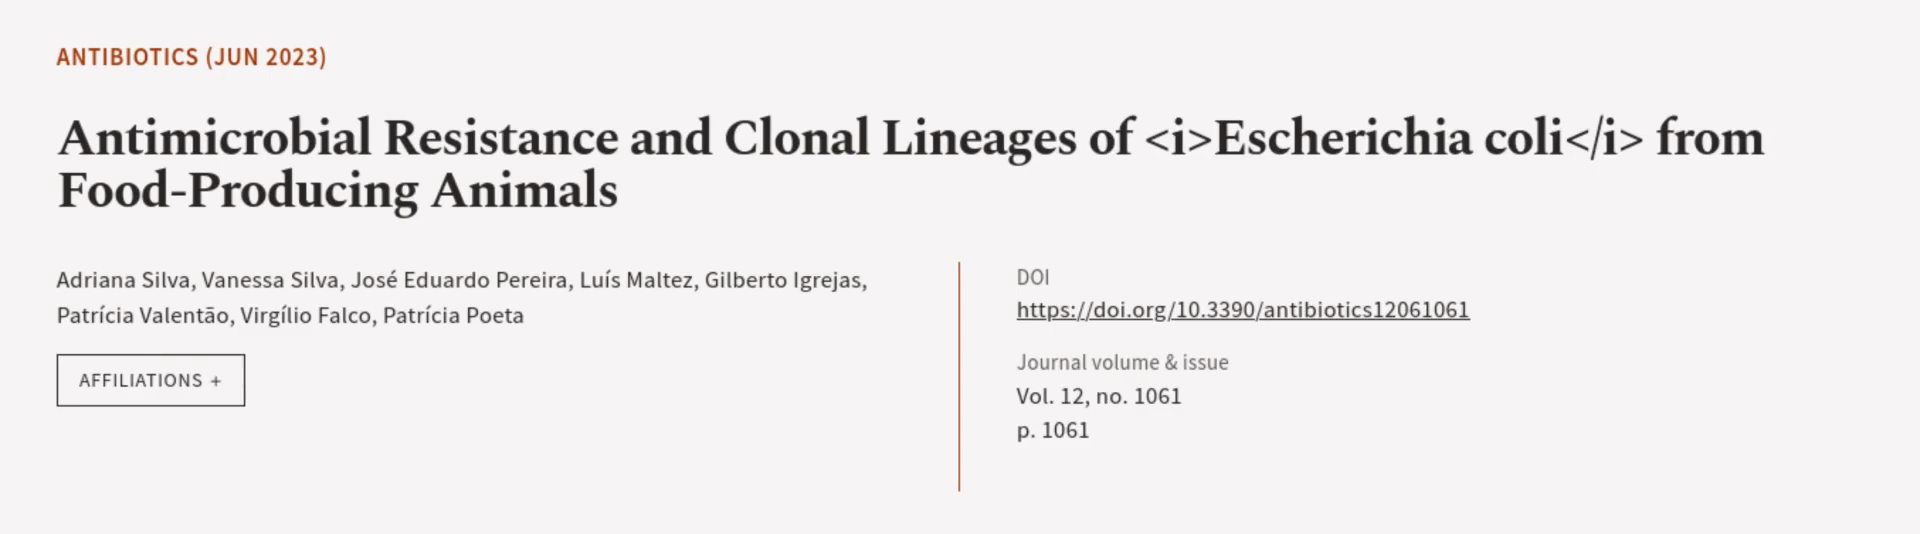 ANTIBIOTICS (JUN 2023)
Antimicrobial Resistance and Clonal Lineages of <i>Escherichia coli</i> from
Food-Producing Animals
Adriana Silva, Vanessa Silva, José Eduardo Pereira, Luís Maltez, Gilberto Igrejas,
Patrícia Valentão, Virgílio Falco, Patrícia Poeta
AFFILIATIONS +
DOI
https://doi.org/10.3390/antibiotics12061061
Journal volume & issue
Vol. 12, no. 1061
p. 1061